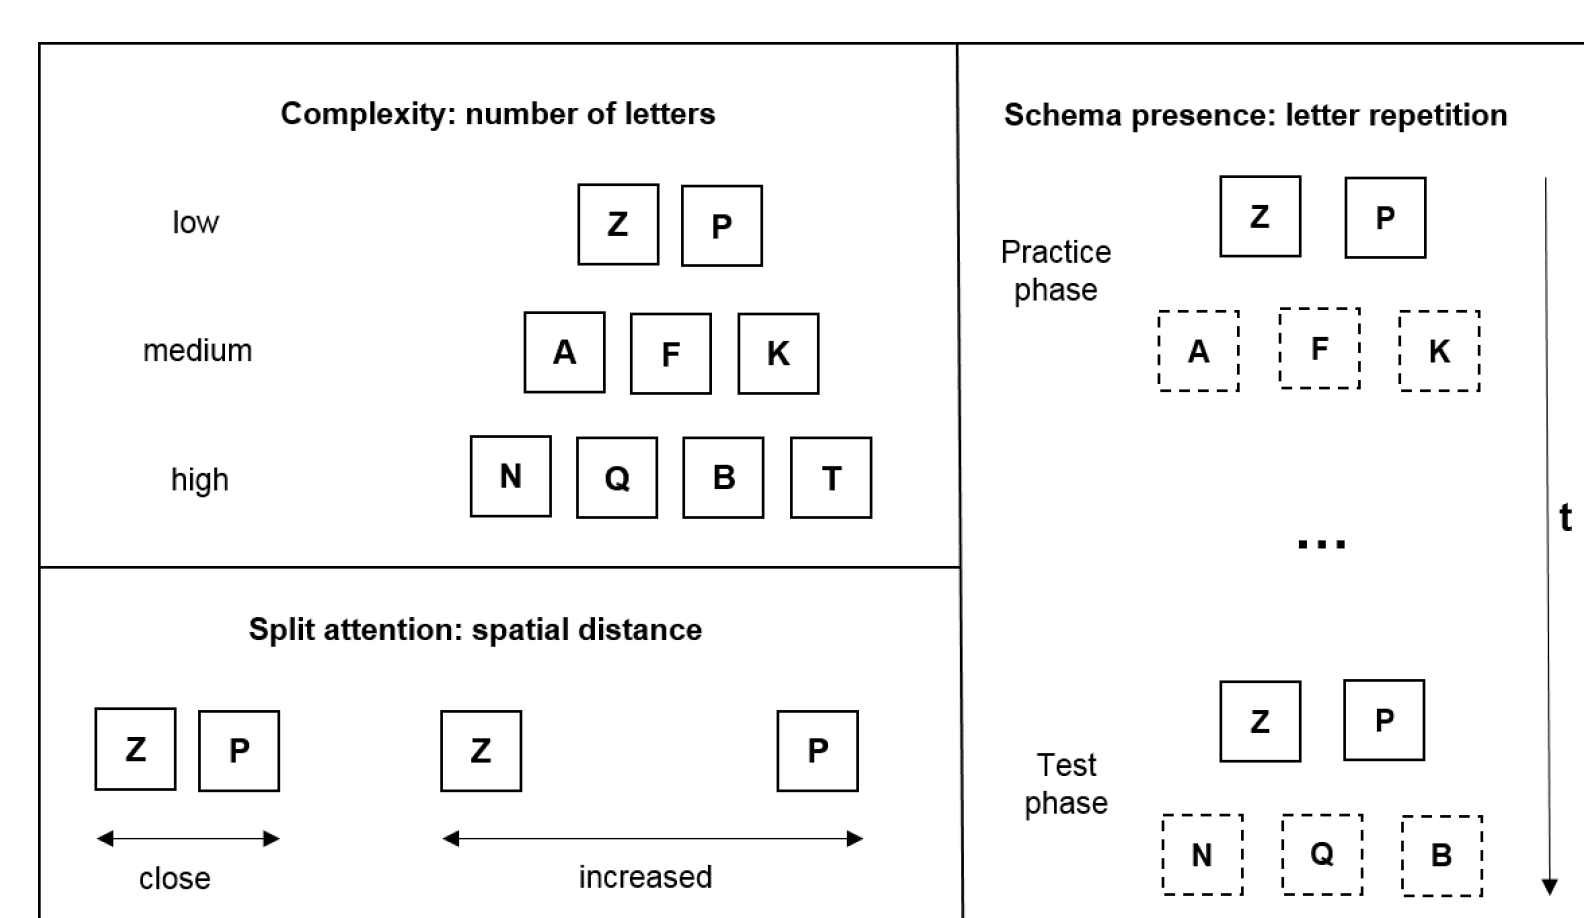 Complexity: number of letters
low
Z P
medium
A F K
high
N Q B T
Split attention: spatial distance
Z P Z P
close increased
Schema presence: letter repetition
Z P
Practice
phase
A F K
...
t
Z P
Test
phase
N Q B